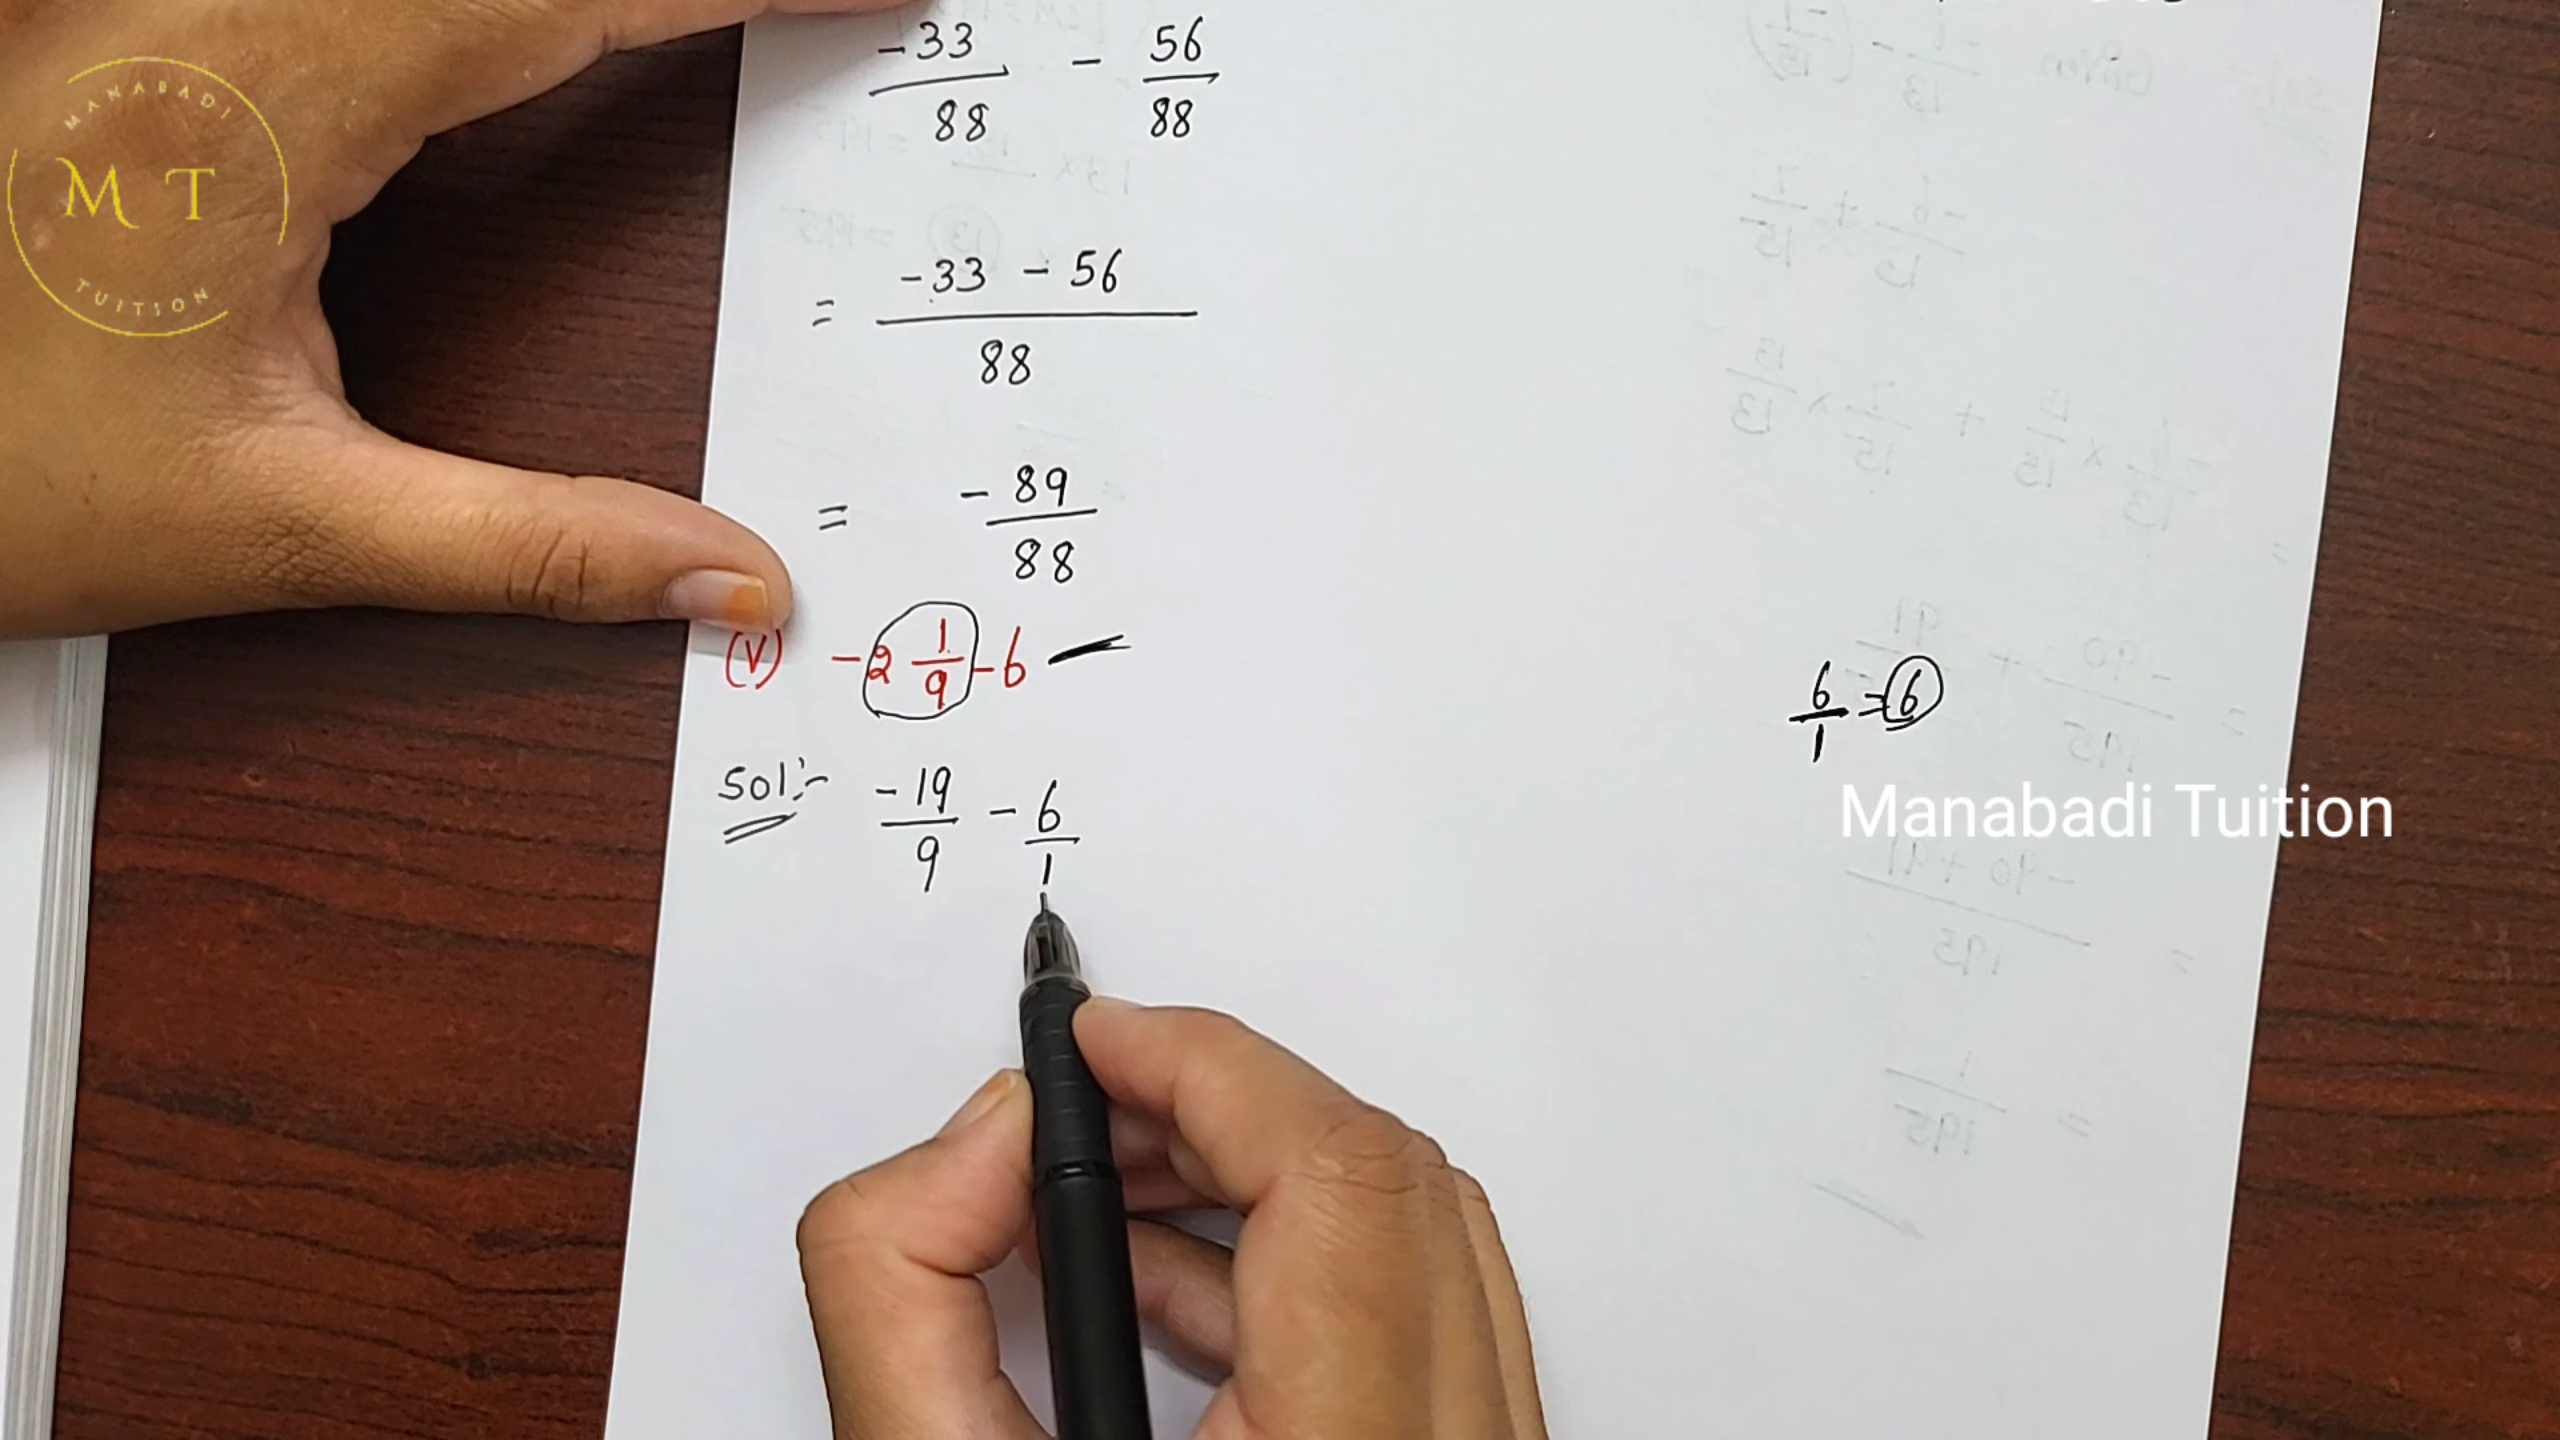 MANABADI
M T
TUITION
-33/88 - 56/88
= -33 - 56/88
= -89/88
(V) -2 1/9 - 6
Sol:- -19/9 - 6/1
6/1 = 6
Manabadi Tuition